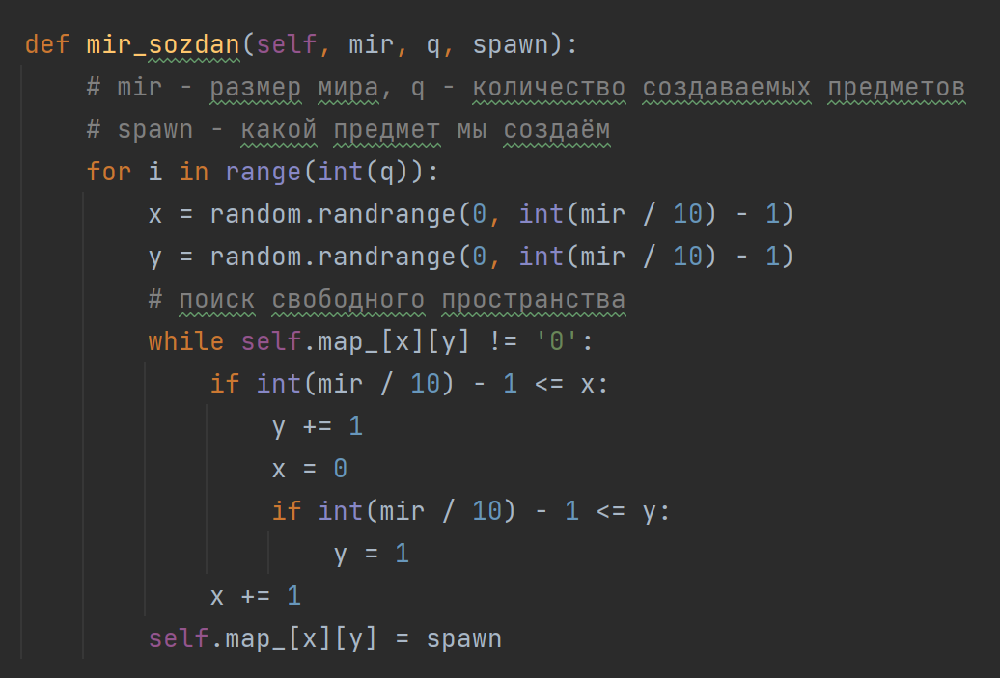 def mir_sozdan(self, mir, q, spawn):
    # mir - размер мира, q - количество создаваемых предметов
    # spawn - какой предмет мы создаём
    for i in range(int(q)):
        x = random.randrange(0, int(mir / 10) - 1)
        y = random.randrange(0, int(mir / 10) - 1)
        # поиск свободного пространства
        while self.map_[x][y] != '0':
            if int(mir / 10) - 1 <= x:
                y += 1
                x = 0
                if int(mir / 10) - 1 <= y:
                    y = 1
            x += 1
        self.map_[x][y] = spawn